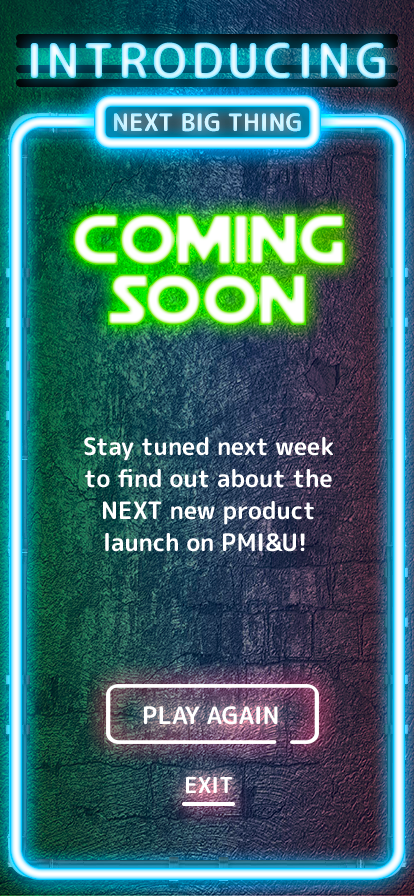 INTRODUCING
NEXT BIG THING
COMING
SOON
Stay tuned next week
to find out about the
NEXT new product
launch on PMI&U!
PLAY AGAIN
EXIT